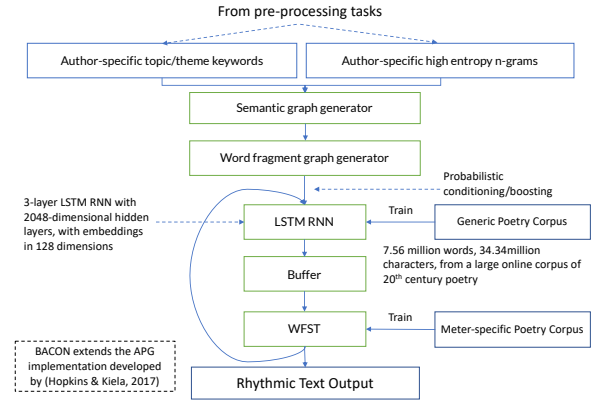 From pre-processing tasks
Author-specific topic/theme keywords
Author-specific high entropy n-grams
Semantic graph generator
Word fragment graph generator
Probabilistic
conditioning/boosting
3-layer LSTM RNN with
2048-dimensional hidden
layers, with embeddings
in 128 dimensions
LSTM RNN
Train
Generic Poetry Corpus
7.56 million words, 34.34million
characters, from a large online corpus of
20th century poetry
Buffer
WFST
Train
Meter-specific Poetry Corpus
BACON extends the APG
implementation developed
by (Hopkins & Kiela, 2017)
Rhythmic Text Output